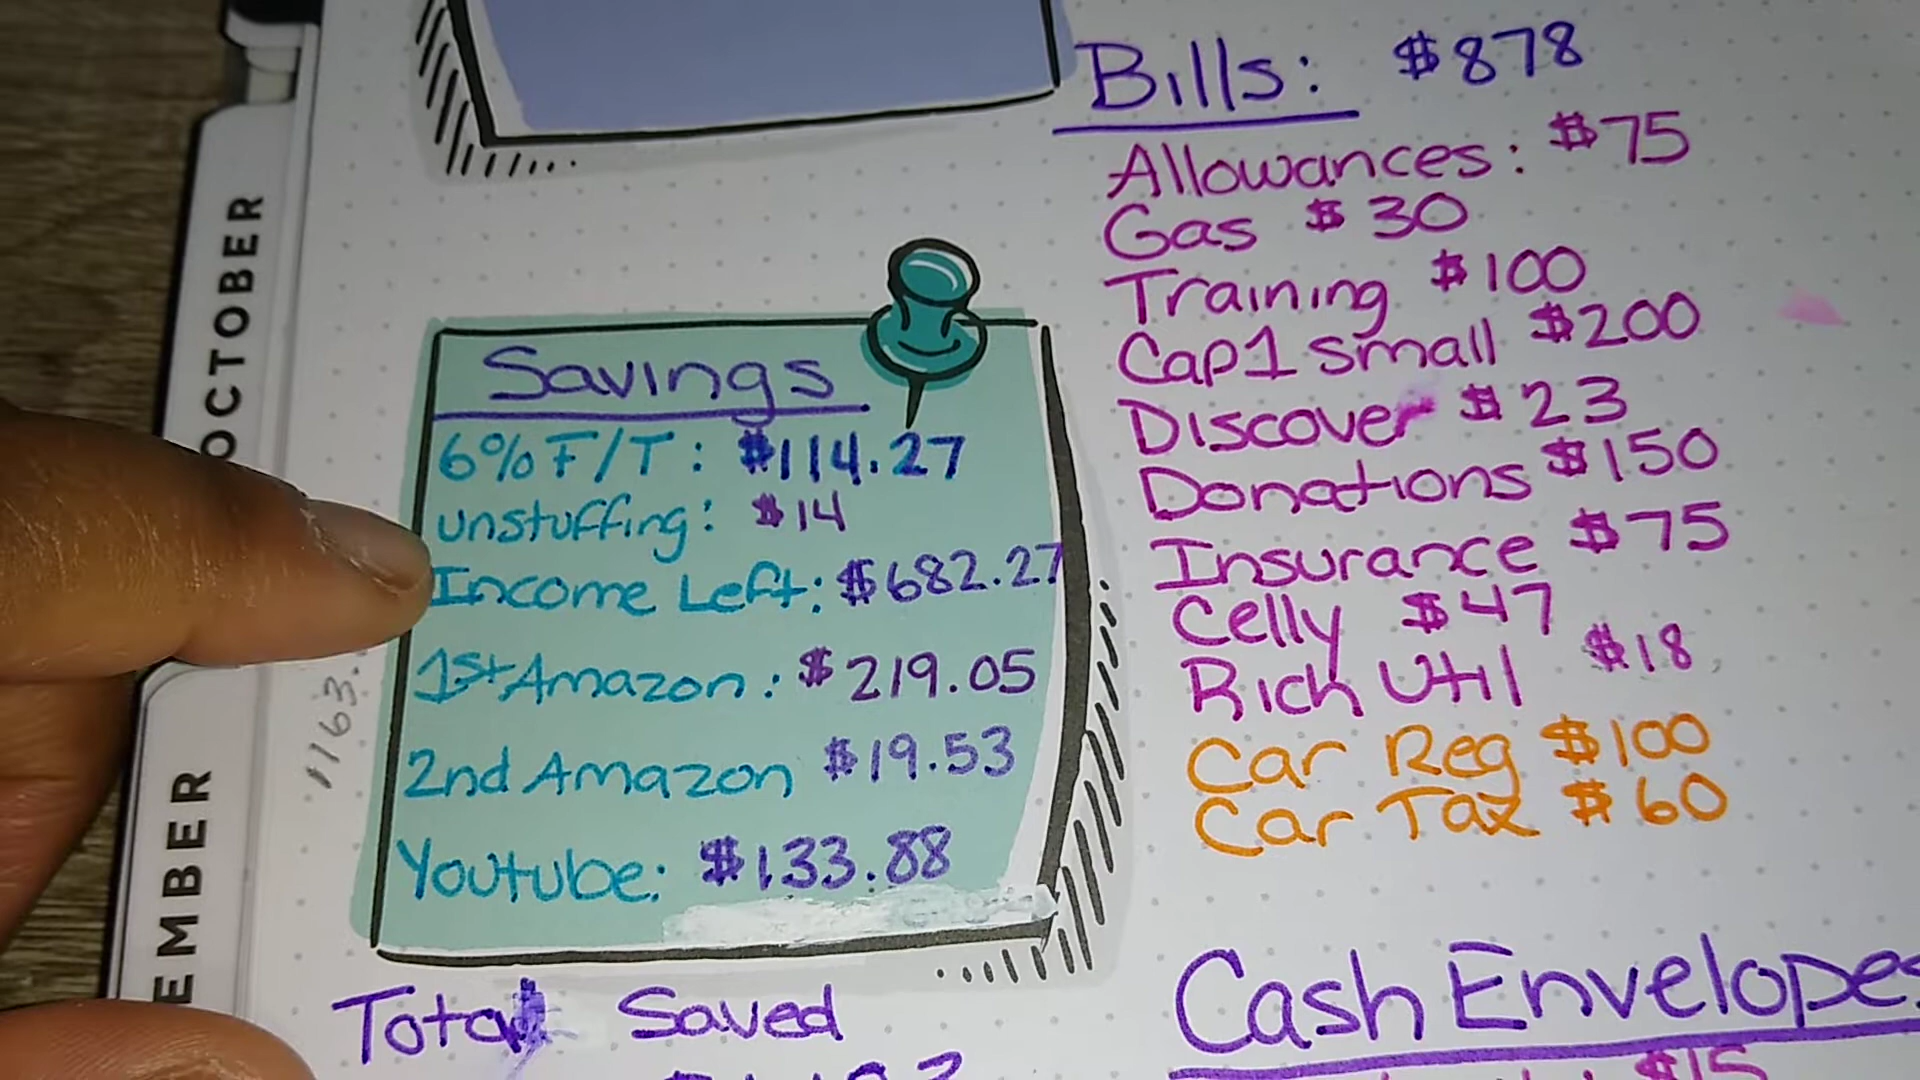 OCTOBER
EMBER
1163.
Savings
6% F/T: $114.27
unstuffing: $14
Income Left: $682.27
1st Amazon: $219.05
2nd Amazon $19.53
Youtube: $133.88
Total Saved
Bills: $878
Allowances: $75
Gas $30
Training $100
Cap1 small $200
Discover $23
Donations $150
Insurance $75
Celly $47
Rich Util $18
Car Reg $100
Car Tax $60
Cash Envelopes
$15